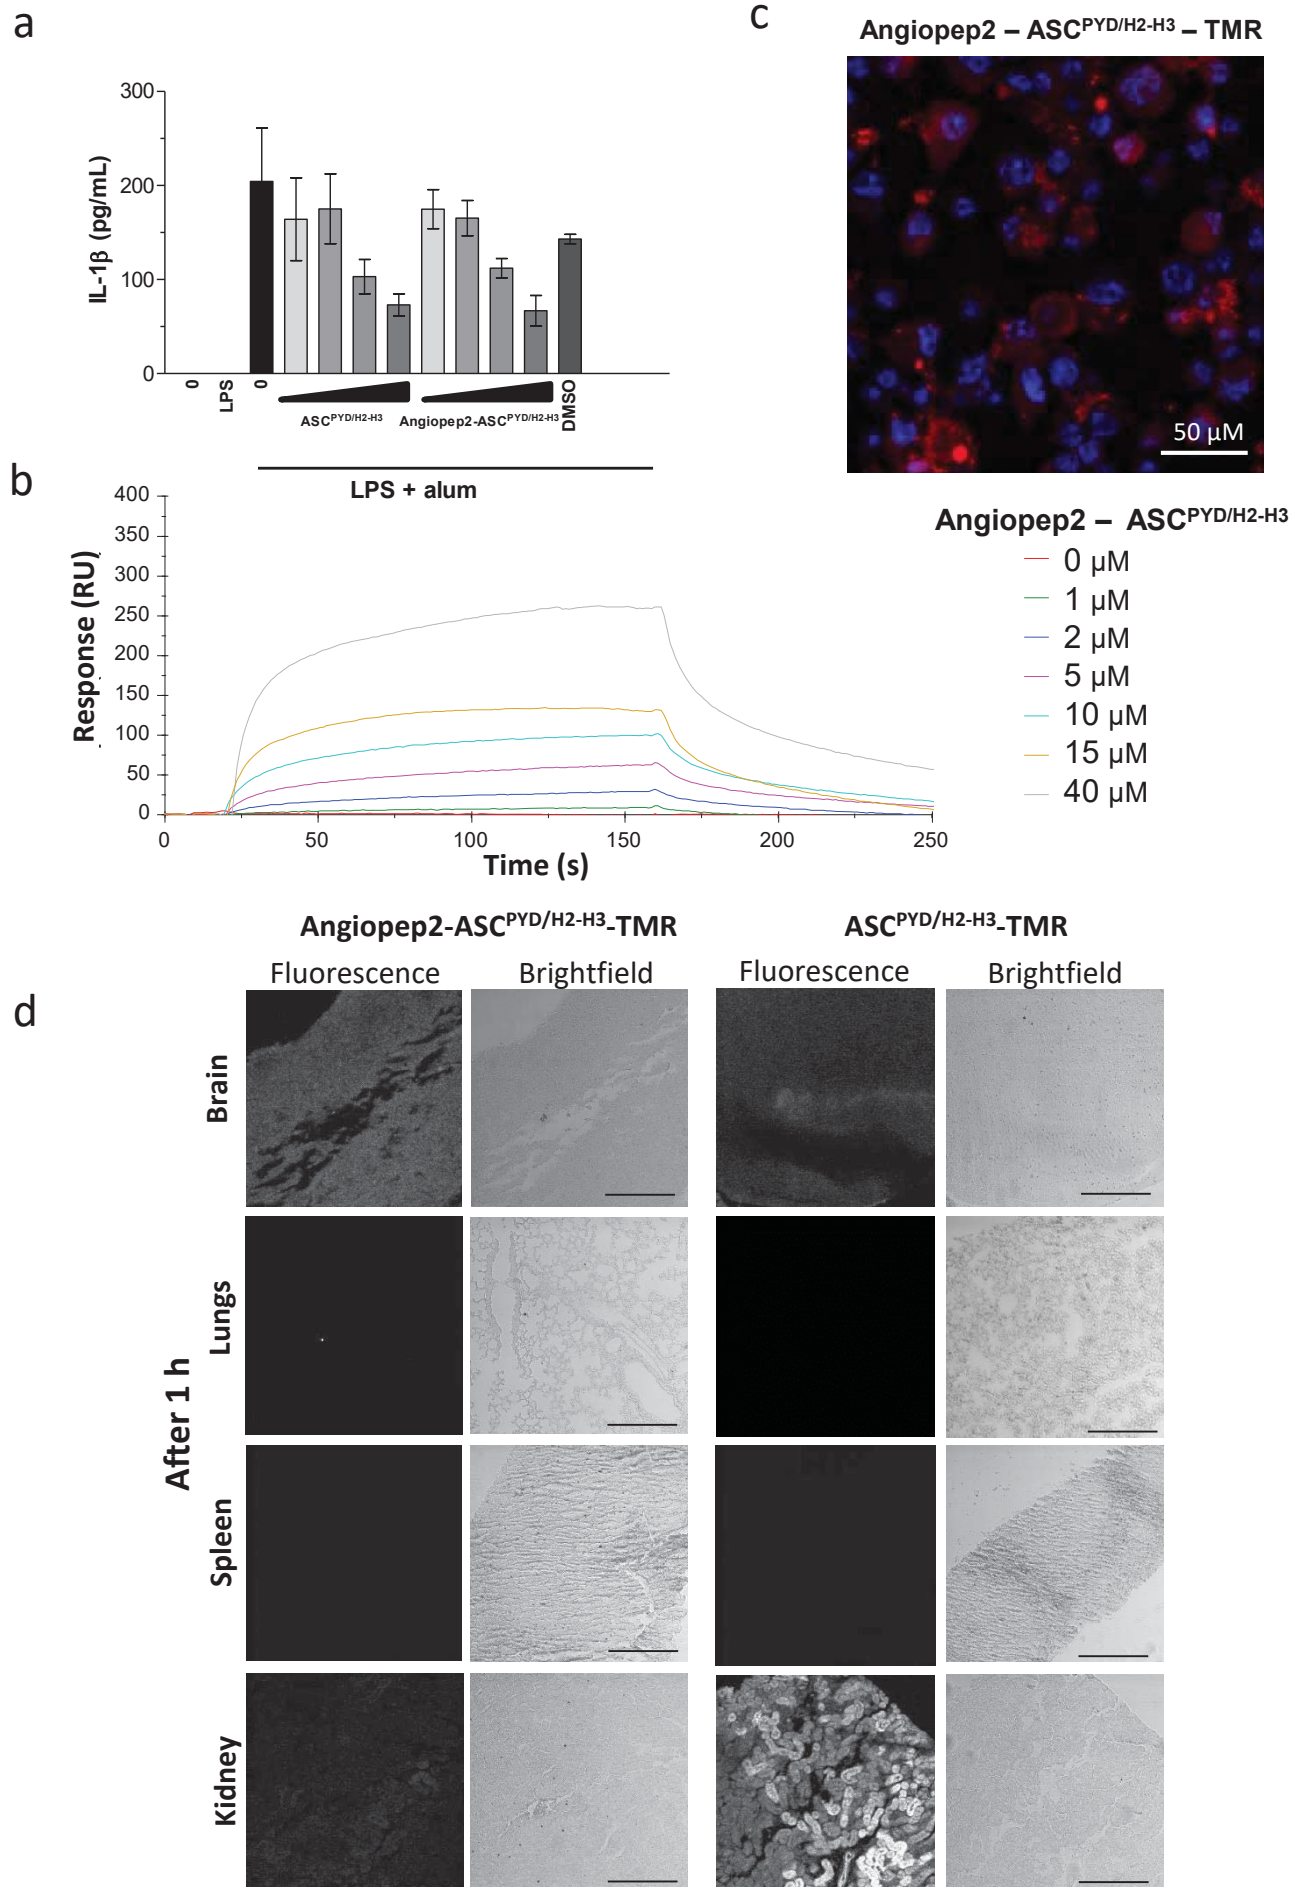 a
300
200
100
0
IL-1β (pg/mL)
0
LPS
0
ASCPYD/H2-H3
Angiopep2-ASCPYD/H2-H3
DMSO
LPS + alum
c
Angiopep2 – ASCPYD/H2-H3 – TMR
50 µM
b
400
350
300
250
200
150
100
50
0
Response (RU)
0 50 100 150 200 250
Time (s)
Angiopep2 – ASCPYD/H2-H3
0 µM
1 µM
2 µM
5 µM
10 µM
15 µM
40 µM
d
Angiopep2-ASCPYD/H2-H3-TMR ASCPYD/H2-H3-TMR
Fluorescence Brightfield Fluorescence Brightfield
After 1 h
Brain
Lungs
Spleen
Kidney